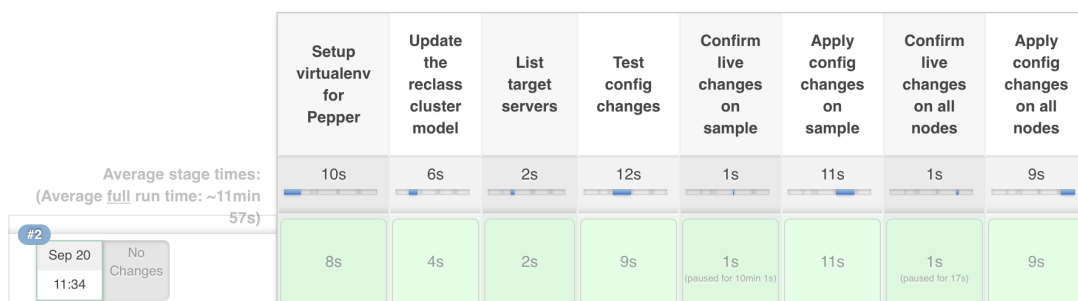 Setup
virtualenv
for
Pepper
Update
the
reclass
cluster
model
List
target
servers
Test
config
changes
Confirm
live
changes
on
sample
Apply
config
changes
on
sample
Confirm
live
changes
on all
nodes
Apply
config
changes
on all
nodes
Average stage times:
(Average full run time: ~11min
57s)
10s
6s
2s
12s
1s
11s
1s
9s
#2
Sep 20
11:34
No
Changes
8s
4s
2s
9s
1s
(paused for 10min 1s)
11s
1s
(paused for 17s)
9s